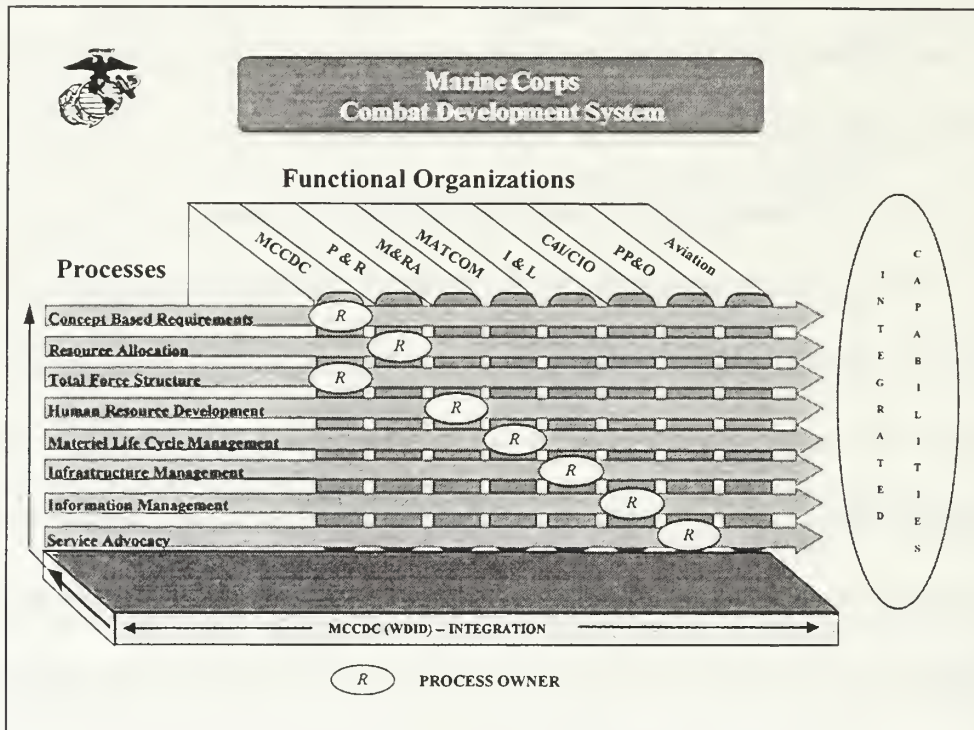 Marine Corps
Combat Development System
Functional Organizations
MCCDC
P & R
M&RA
MATCOM
I & L
C4I/CIO
PP&O
Aviation
Processes
Concept Based Requirements
R
Resource Allocation
R
Total Force Structure
R
Human Resource Development
R
Materiel Life Cycle Management
R
Infrastructure Management
R
Information Management
R
Service Advocacy
R
INTEGRATED
CAPABILITIES
MCCDC (WDID) – INTEGRATION
R PROCESS OWNER